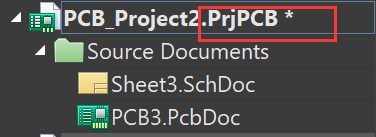 PCB_Project2.PrjPCB *
Source Documents
Sheet3.SchDoc
PCB3.PcbDoc